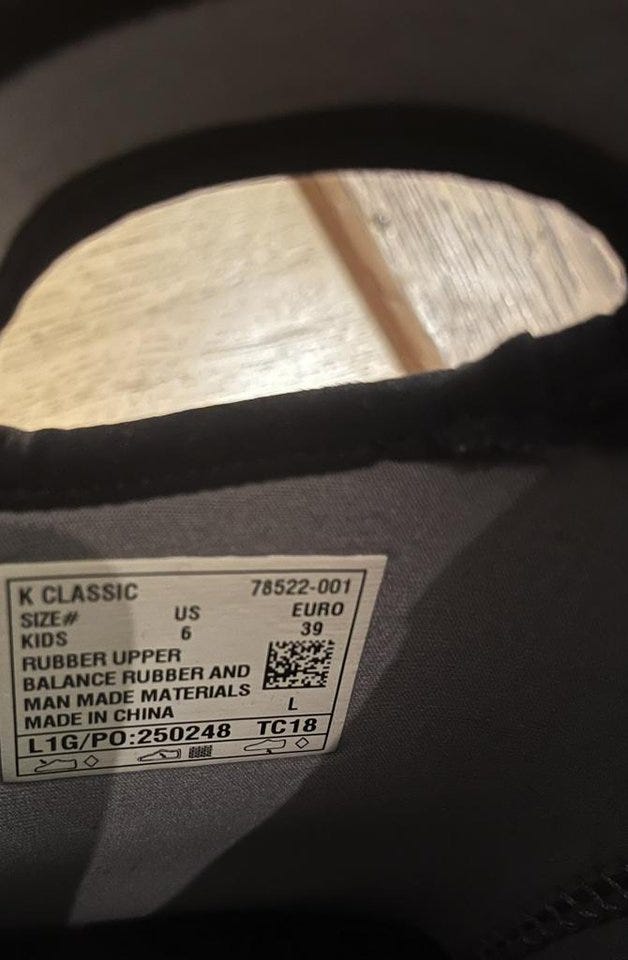 K CLASSIC 78522-001
SIZE# US EURO
KIDS 6 39
RUBBER UPPER
BALANCE RUBBER AND
MAN MADE MATERIALS L
MADE IN CHINA
L1G/PO:250248 TC18